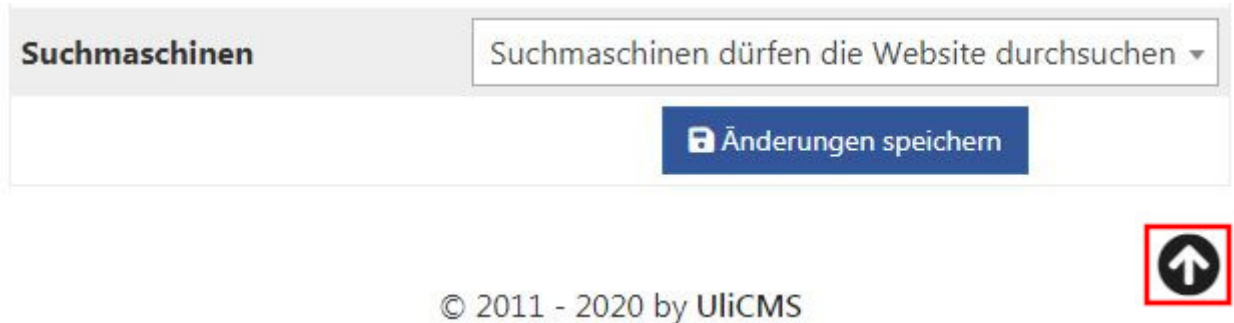 Suchmaschinen Suchmaschinen dürfen die Website durchsuchen
Änderungen speichern
© 2011 - 2020 by UliCMS